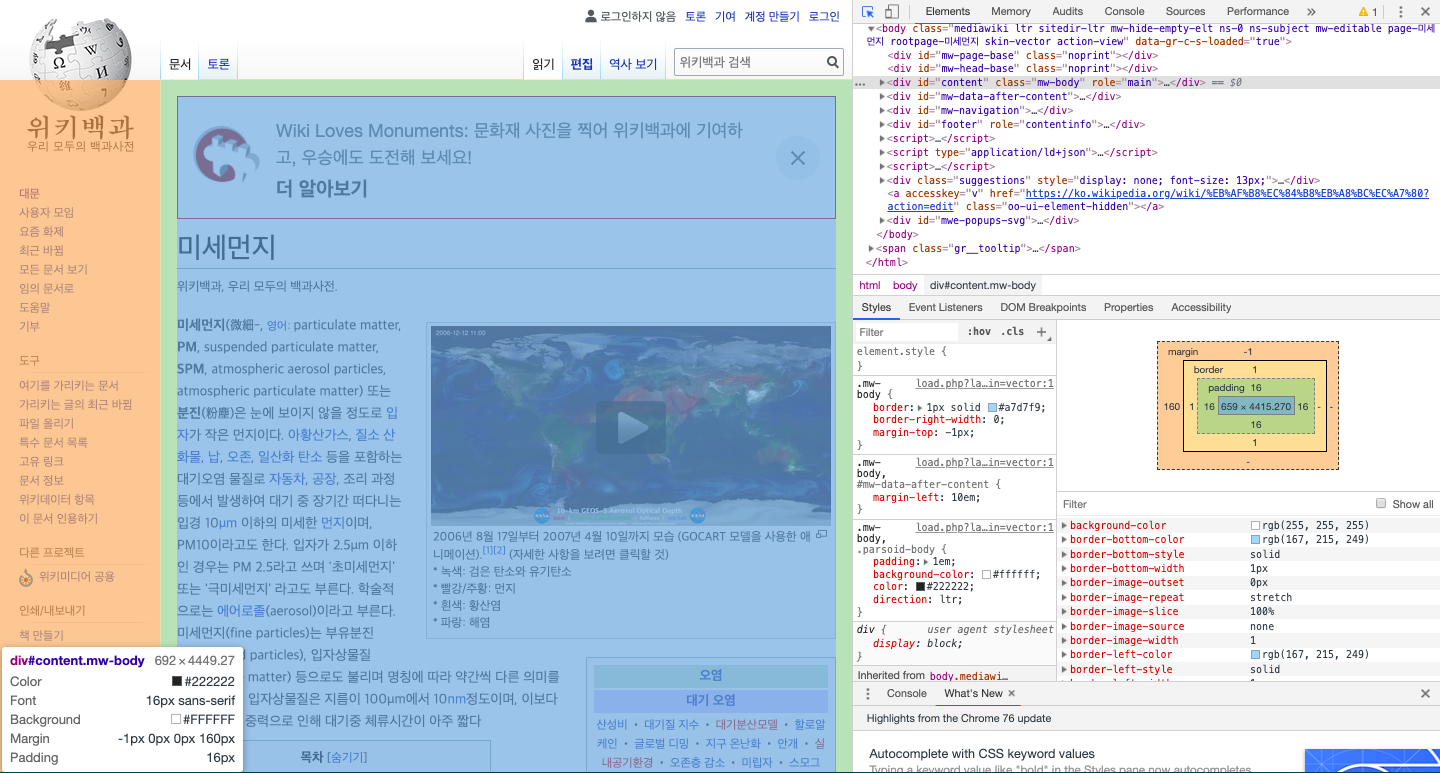 로그인하지 않음 토론 기여 계정 만들기 로그인
문서 토론
읽기 편집 역사 보기 위키백과 검색
위키백과
우리 모두의 백과사전
대문
사용자 모임
요즘 화제
최근 바뀜
모든 문서 보기
임의 문서로
도움말
기부
도구
여기를 가리키는 문서
가리키는 글의 최근 바뀜
파일 올리기
특수 문서 목록
고유 링크
문서 정보
위키데이터 항목
이 문서 인용하기
다른 프로젝트
위키미디어 공용
인쇄/내보내기
책 만들기
div#content.mw-body 692 × 4449.27
Color #222222
Font 16px sans-serif
Background #FFFFFF
Margin -1px 0px 0px 160px
Padding 16px
Wiki Loves Monuments: 문화재 사진을 찍어 위키백과에 기여하
고, 우승에도 도전해 보세요!
더 알아보기
미세먼지
위키백과, 우리 모두의 백과사전.
미세먼지(微細-, 영어: particulate matter,
PM, suspended particulate matter,
SPM, atmospheric aerosol particles,
atmospheric particulate matter) 또는
분진(粉塵)은 눈에 보이지 않을 정도로 입
자가 작은 먼지이다. 아황산가스, 질소 산
화물, 납, 오존, 일산화 탄소 등을 포함하는
대기오염 물질로 자동차, 공장, 조리 과정
등에서 발생하여 대기 중 장기간 떠다니는
입경 10μm 이하의 미세한 먼지이며,
PM10이라고도 한다. 입자가 2.5μm 이하
인 경우는 PM 2.5라고 쓰며 '초미세먼지'
또는 '극미세먼지' 라고도 부른다. 학술적
으로는 에어로졸(aerosol)이라고 부른다.
미세먼지(fine particles)는 부유분진
particles), 입자상물질
matter) 등으로도 불리며 명칭에 따라 약간씩 다른 의미를
입자상물질은 지름이 100μm에서 10nm정도이며, 이보다
중력으로 인해 대기중 체류시간이 아주 짧다
목차 [숨기기]
2006-12-12 11:00
10-km GEOS-5 Aerosol Optical Depth
2006년 8월 17일부터 2007년 4월 10일까지 모습 (GOCART 모델을 사용한 애
니메이션).[1][2] (자세한 사항을 보려면 클릭할 것)
* 녹색: 검은 탄소와 유기탄소
* 빨강/주황: 먼지
* 흰색: 황산염
* 파랑: 해염
오염
대기 오염
산성비 • 대기질 지수 • 대기분산모델 • 할로알
케인 • 글로벌 디밍 • 지구 온난화 • 안개 • 실
내공기환경 • 오존층 감소 • 미립자 • 스모그
Elements Memory Audits Console Sources Performance » 1
▼<body class="mediawiki ltr sitedir-ltr mw-hide-empty-elt ns-0 ns-subject mw-editable page-미세
먼지 rootpage-미세먼지 skin-vector action-view" data-gr-c-s-loaded="true">
<div id="mw-page-base" class="noprint"></div>
<div id="mw-head-base" class="noprint"></div>
… ▶<div id="content" class="mw-body" role="main">…</div> == $0
▶<div id="mw-data-after-content">…</div>
▶<div id="mw-navigation">…</div>
▶<div id="footer" role="contentinfo">…</div>
▶<script>…</script>
▶<script type="application/ld+json">…</script>
▶<script>…</script>
▶<div class="suggestions" style="display: none; font-size: 13px;">…</div>
<a accesskey="v" href="https://ko.wikipedia.org/wiki/%EB%AF%B8%EC%84%B8%EB%A8%BC%EC%A7%80?
action=edit" class="oo-ui-element-hidden"></a>
▶<div id="mwe-popups-svg">…</div>
</body>
▶<span class="gr__tooltip">…</span>
</html>
html body div#content.mw-body
Styles Event Listeners DOM Breakpoints Properties Accessibility
Filter :hov .cls +
element.style {
}
.mw-body { load.php?la…in=vector:1
border: ▶ 1px solid #a7d7f9;
border-right-width: 0;
margin-top: -1px;
}
.mw-body, load.php?la…in=vector:1
#mw-data-after-content {
margin-left: 10em;
}
.mw-body, load.php?la…in=vector:1
.parsoid-body {
padding: ▶ 1em;
background-color: #ffffff;
color: #222222;
direction: ltr;
}
div { user agent stylesheet
display: block;
}
Inherited from body.mediawi…
margin -1
border 1
padding 16
160 1 16 659 × 4415.270 16 - -
16
1
-
Filter Show all
background-color rgb(255, 255, 255)
border-bottom-color rgb(167, 215, 249)
border-bottom-style solid
border-bottom-width 1px
border-image-outset 0px
border-image-repeat stretch
border-image-slice 100%
border-image-source none
border-image-width 1
border-left-color rgb(167, 215, 249)
border-left-style solid
Console What's New
Highlights from the Chrome 76 update
Autocomplete with CSS keyword values
Typing a keyword value like "bold" in the Styles pane now autocompletes